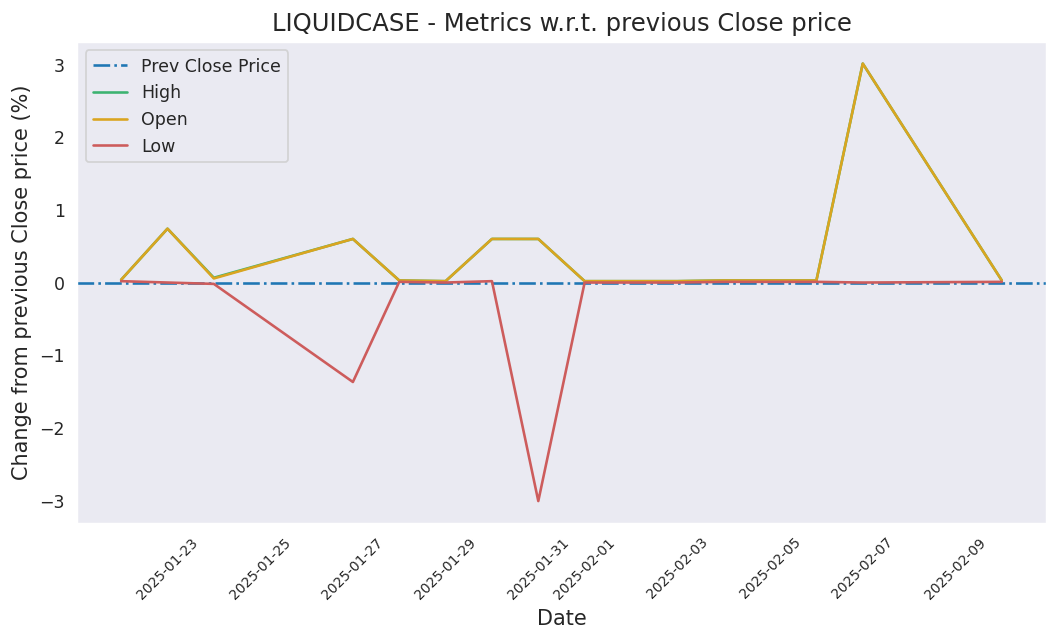 LIQUIDCASE - Metrics w.r.t. previous Close price
Prev Close Price
High
Open
Low
Change from previous Close price (%)
3
2
1
0
−1
−2
−3
2025-01-23
2025-01-25
2025-01-27
2025-01-29
2025-01-31
2025-02-01
2025-02-03
2025-02-05
2025-02-07
2025-02-09
Date